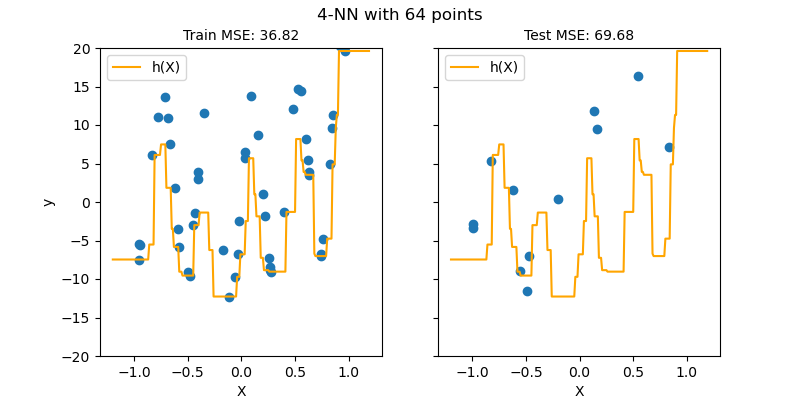 4-NN with 64 points
Train MSE: 36.82
h(X)
20
15
10
5
0
−5
−10
−15
−20
y
−1.0 −0.5 0.0 0.5 1.0
X
Test MSE: 69.68
h(X)
−1.0 −0.5 0.0 0.5 1.0
X